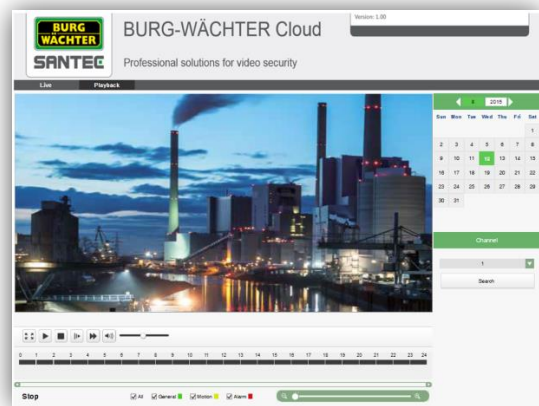 BURG
WÄCHTER
SANTEC
BURG-WÄCHTER Cloud
Professional solutions for video security
Version: 1.00
Live Playback
8 2015
Sun Mon Tue Wed Thu Fri Sat
1
2 3 4 5 6 7 8
9 10 11 12 13 14 15
16 17 18 19 20 21 22
23 24 25 26 27 28 29
30 31
Channel
1
Search
0 1 2 3 4 5 6 7 8 9 10 11 12 13 14 15 16 17 18 19 20 21 22 23 24
Stop All General Motion Alarm